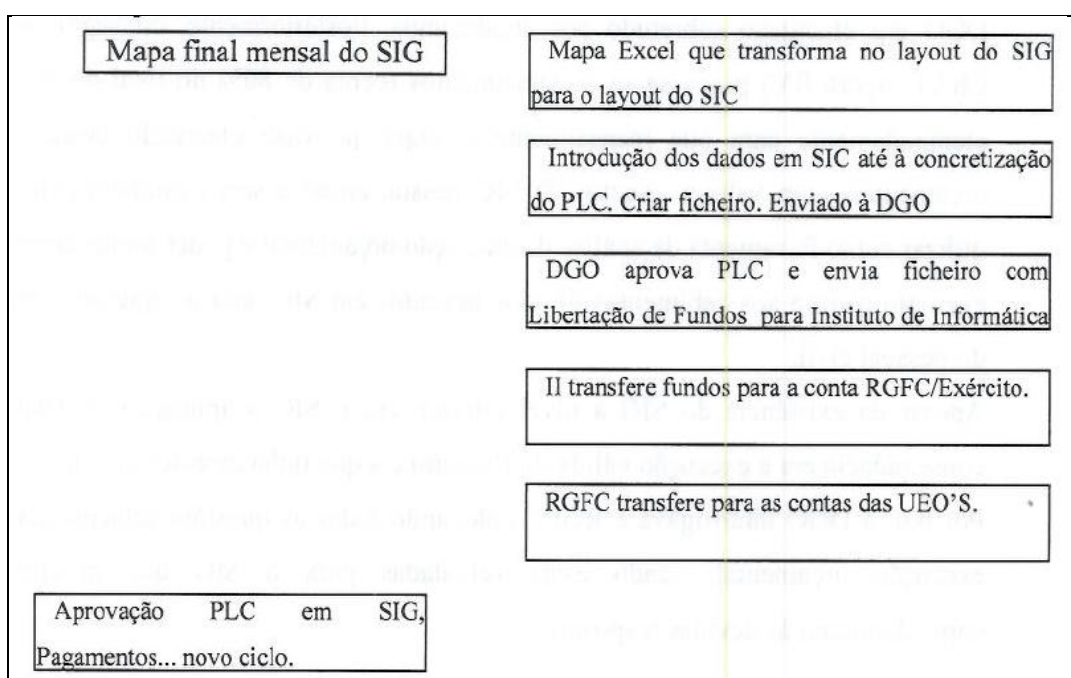 Mapa final mensal do SIG
Mapa Excel que transforma no layout do SIG
para o layout do SIC
Introdução dos dados em SIC até à concretização
do PLC. Criar ficheiro. Enviado à DGO
DGO aprova PLC e envia ficheiro com
Libertação de Fundos para Instituto de Informática
II transfere fundos para a conta RGFC/Exército.
RGFC transfere para as contas das UEO'S.
Aprovação PLC em SIG,
Pagamentos... novo ciclo.